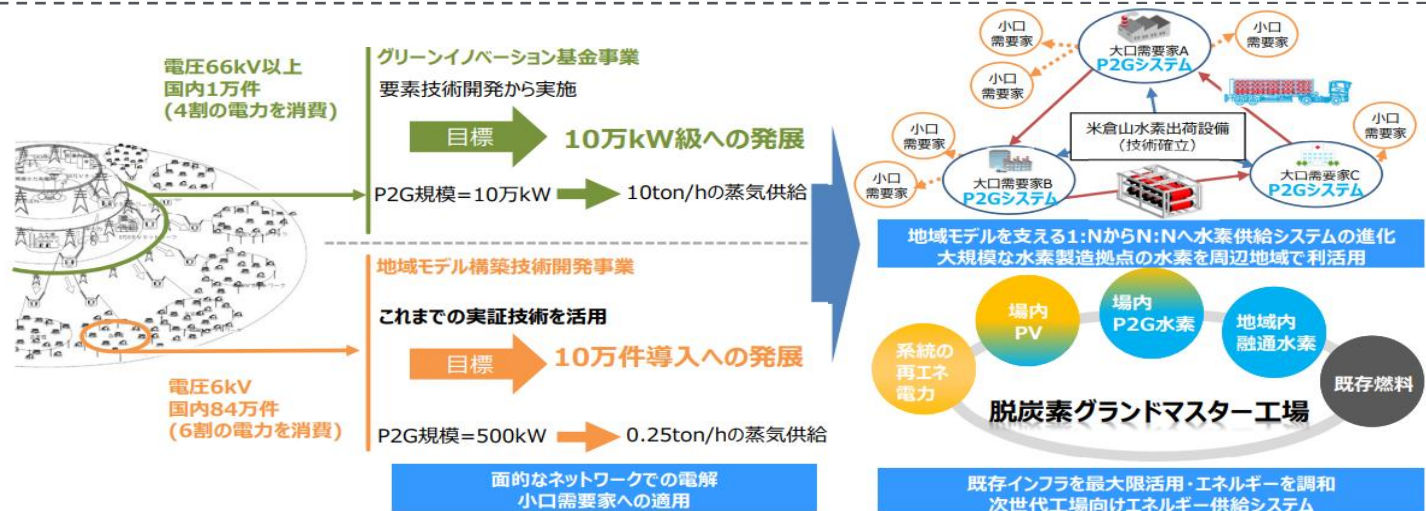 電圧66kV以上
国内1万件
(4割の電力を消費)
グリーンイノベーション基金事業
要素技術開発から実施
目標
10万kW級への発展
P2G規模=10万kW
10ton/hの蒸気供給
地域モデル構築技術開発事業
これまでの実証技術を活用
目標
10万件導入への発展
電圧6kV
国内84万件
(6割の電力を消費)
P2G規模=500kW
0.25ton/hの蒸気供給
面的なネットワークでの電解
小口需要家への適用
小口
需要家
小口
需要家
大口需要家A
P2Gシステム
小口
需要家
小口
需要家
小口
需要家
米倉山水素出荷設備
(技術確立)
小口
需要家
大口需要家B
P2Gシステム
大口需要家C
P2Gシステム
地域モデルを支える1:NからN:Nへ水素供給システムの進化
大規模な水素製造拠点の水素を周辺地域で利活用
系統の
再エネ
電力
場内
PV
場内
P2G水素
地域内
融通水素
既存燃料
脱炭素グランドマスター工場
既存インフラを最大限活用・エネルギーを調和
次世代工場向けエネルギー供給システム